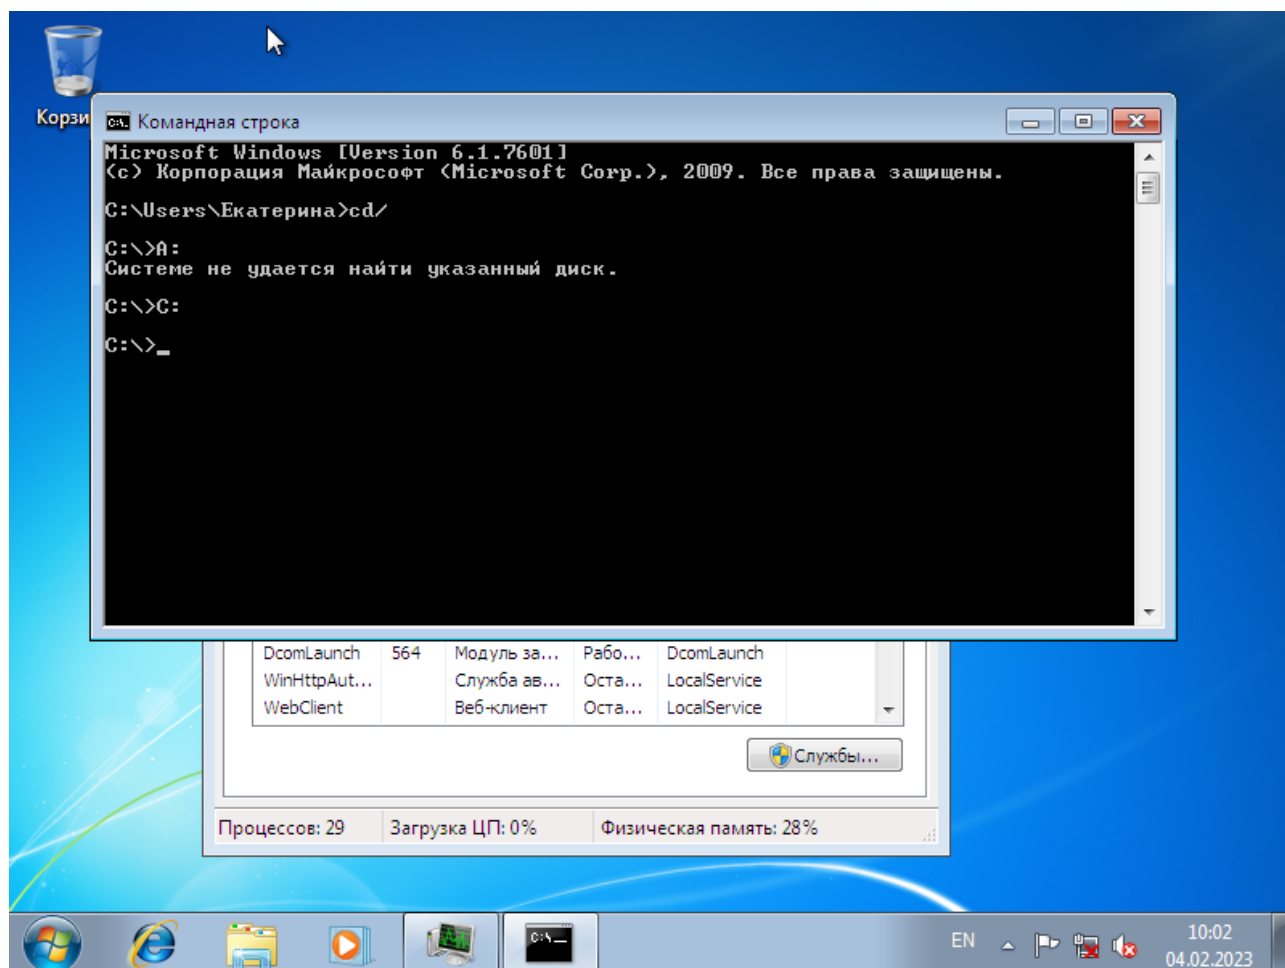 Корзи
Командная строка
Microsoft Windows [Version 6.1.7601]
(c) Корпорация Майкрософт (Microsoft Corp.), 2009. Все права защищены.
C:\Users\Екатерина>cd/
C:\>A:
Системе не удается найти указанный диск.
C:\>C:
C:\>_
DcomLaunch 564 Модуль за... Рабо... DcomLaunch
WinHttpAut... Служба ав... Оста... LocalService
WebClient Веб-клиент Оста... LocalService
Службы...
Процессов: 29 Загрузка ЦП: 0% Физическая память: 28%
EN 10:02
04.02.2023